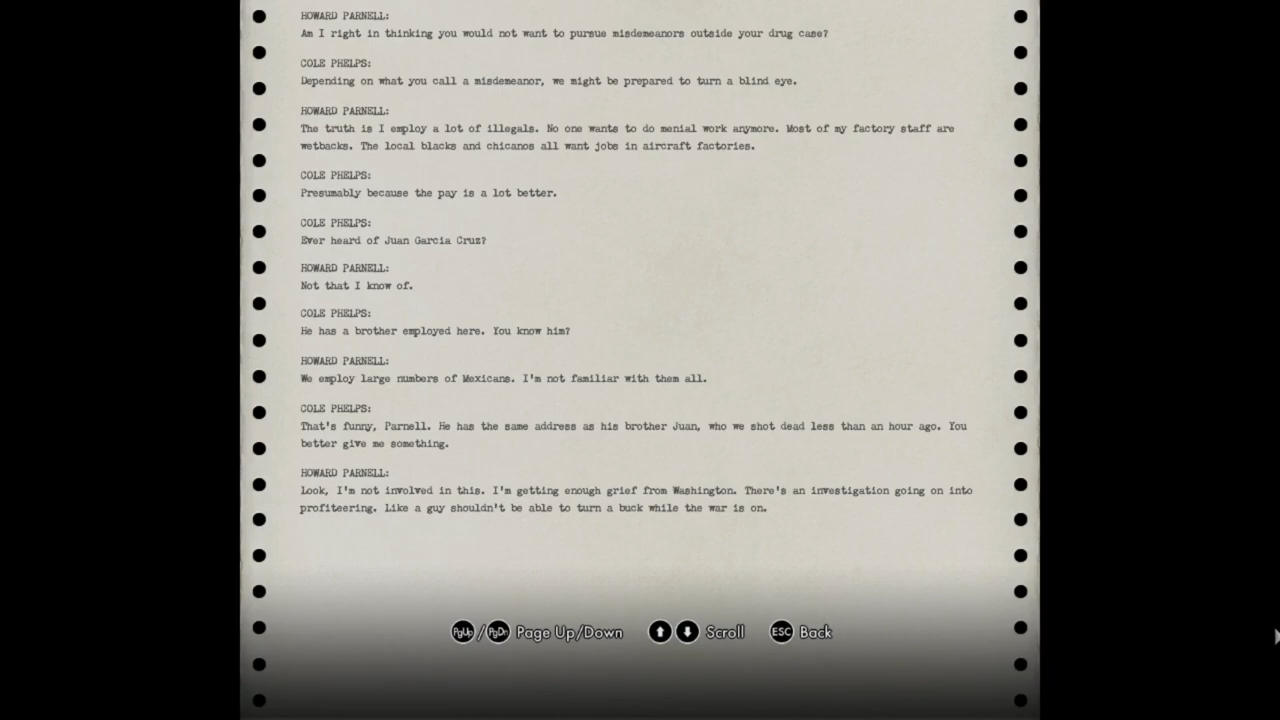 HOWARD PARNELL:
Am I right in thinking you would not want to pursue misdemeanors outside your drug case?
COLE PHELPS:
Depending on what you call a misdemeanor, we might be prepared to turn a blind eye.
HOWARD PARNELL:
The truth is I employ a lot of illegals. No one wants to do menial work anymore. Most of my factory staff are
wetbacks. The local blacks and chicanos all want jobs in aircraft factories.
COLE PHELPS:
Presumably because the pay is a lot better.
COLE PHELPS:
Ever heard of Juan Garcia Cruz?
HOWARD PARNELL:
Not that I know of.
COLE PHELPS:
He has a brother employed here. You know him?
HOWARD PARNELL:
We employ large numbers of Mexicans. I'm not familiar with them all.
COLE PHELPS:
That's funny, Parnell. He has the same address as his brother Juan, who we shot dead less than an hour ago. You
better give me something.
HOWARD PARNELL:
Look, I'm not involved in this. I'm getting enough grief from Washington. There's an investigation going on into
profiteering. Like a guy shouldn't be able to turn a buck while the war is on.
PgUp / PgDn Page Up/Down Scroll ESC Back